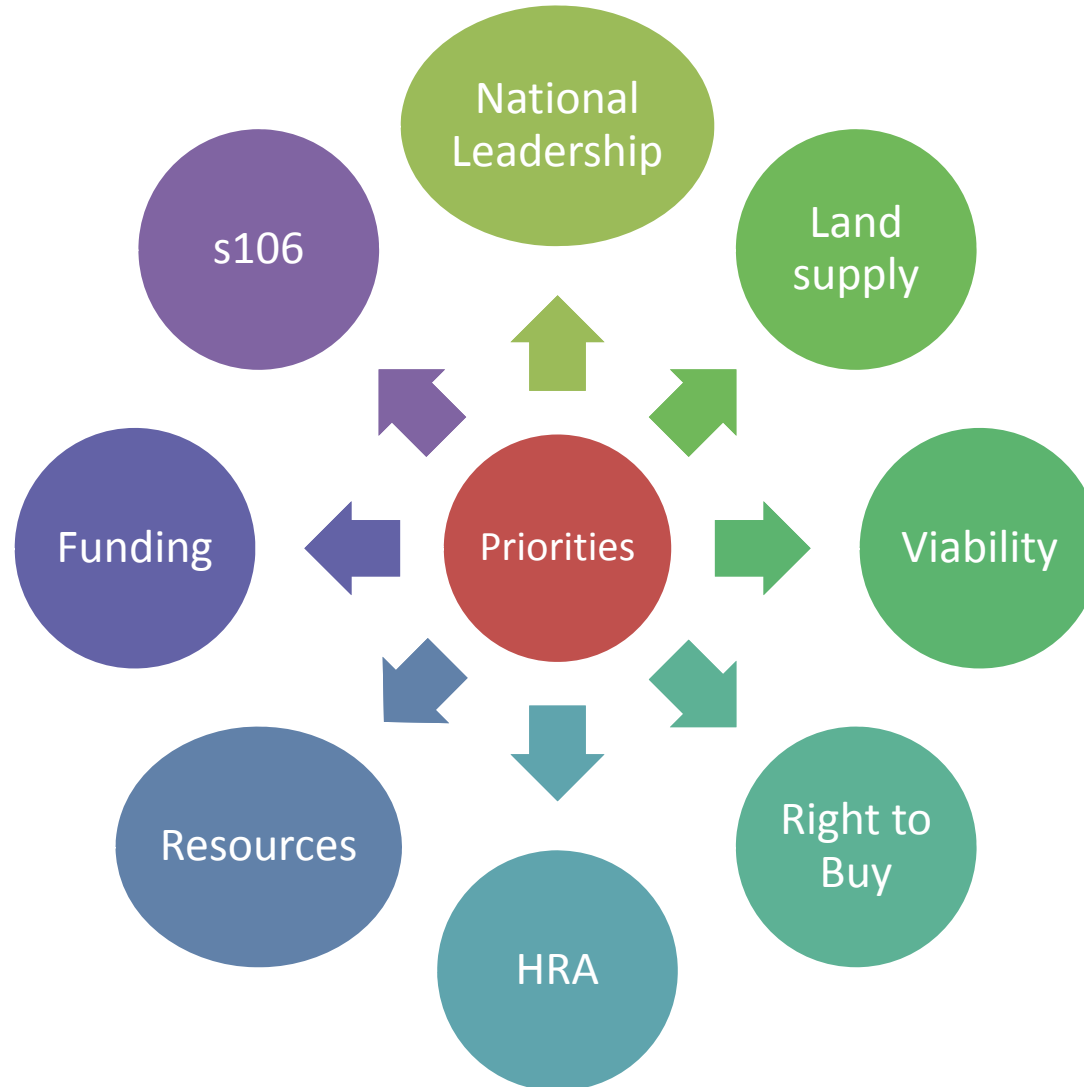 National
Leadership
Land
supply
Viability
Right to
Buy
HRA
Resources
Funding
s106
Priorities